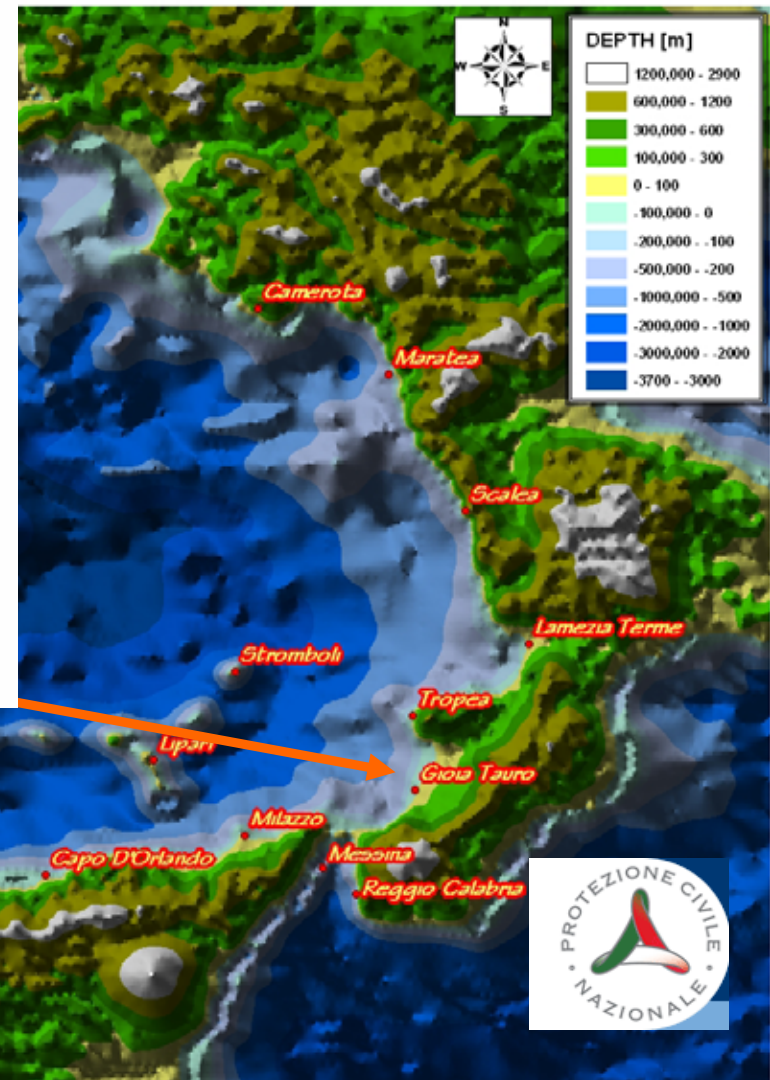 N
W E
S
DEPTH [m]
1200,000 - 2900
600,000 - 1200
300,000 - 600
100,000 - 300
0 - 100
-100,000 - 0
-200,000 - -100
-500,000 - -200
-1000,000 - -500
-2000,000 - -1000
-3000,000 - -2000
-3700 - -3000
Camerota
Maratea
Scalea
Lamezia Terme
Stromboli
Tropea
Lipari
Gioia Tauro
Milazzo
Messina
Capo D'Orlando
Reggio Calabria
PROTEZIONE CIVILE
NAZIONALE